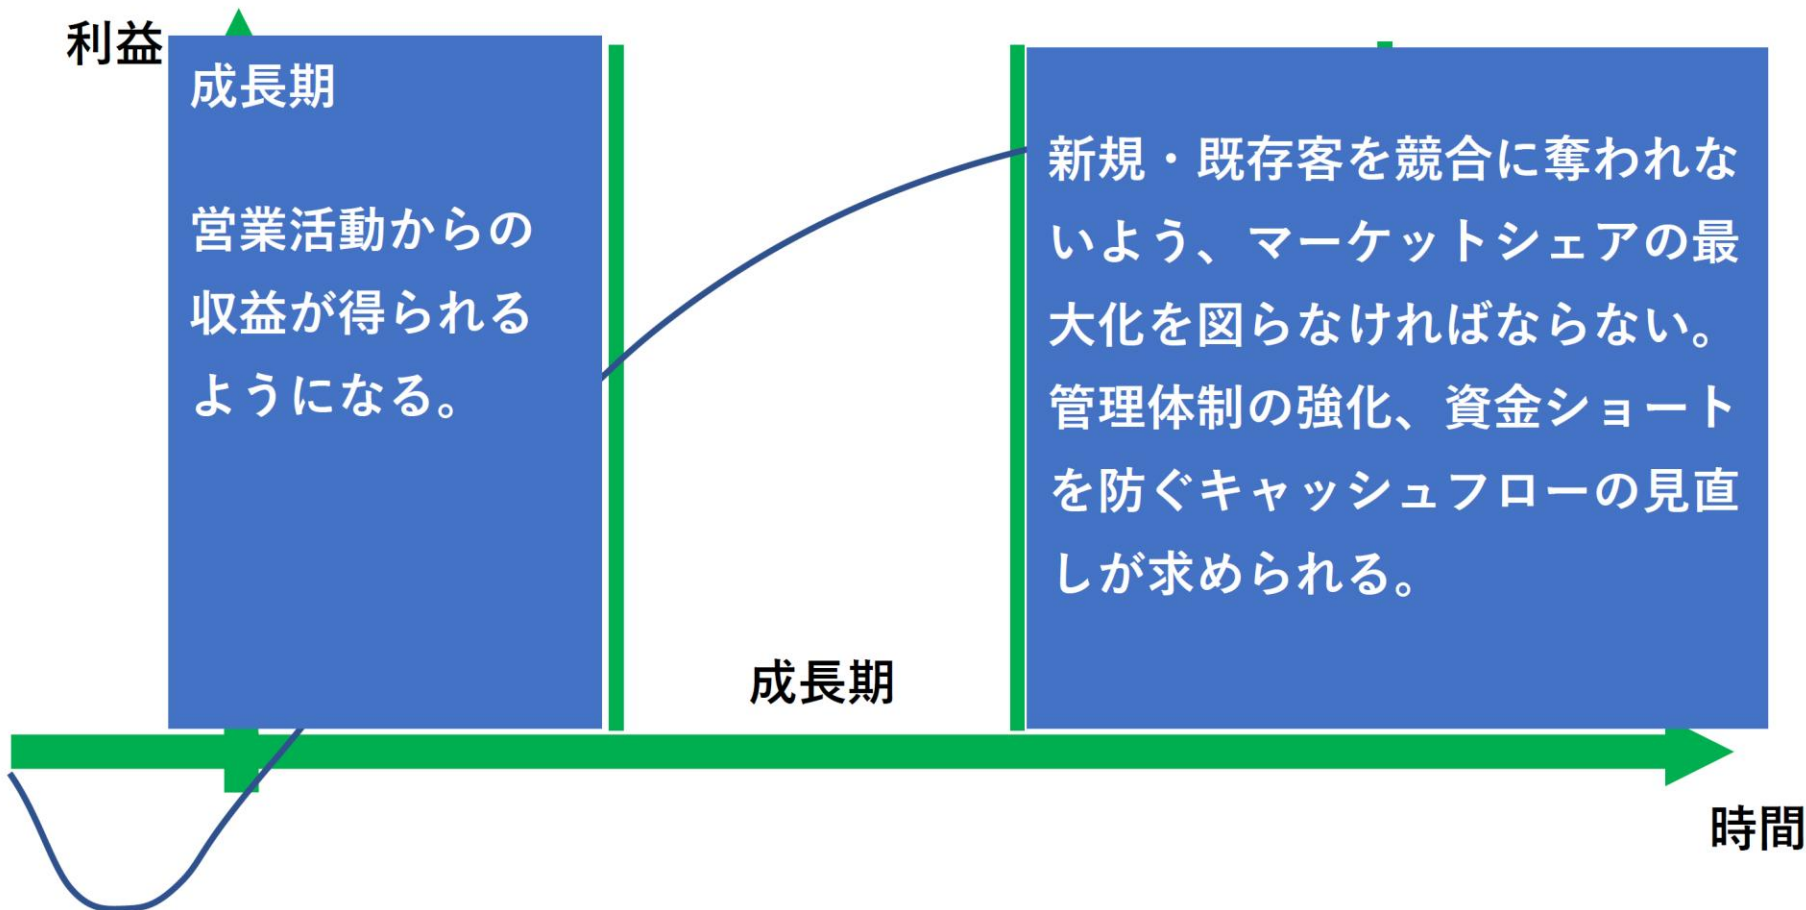 利益
成長期
営業活動からの
収益が得られる
ようになる。
新規・既存客を競合に奪われな
いよう、マーケットシェアの最
大化を図らなければならない。
管理体制の強化、資金ショート
を防ぐキャッシュフローの見直
しが求められる。
成長期
時間